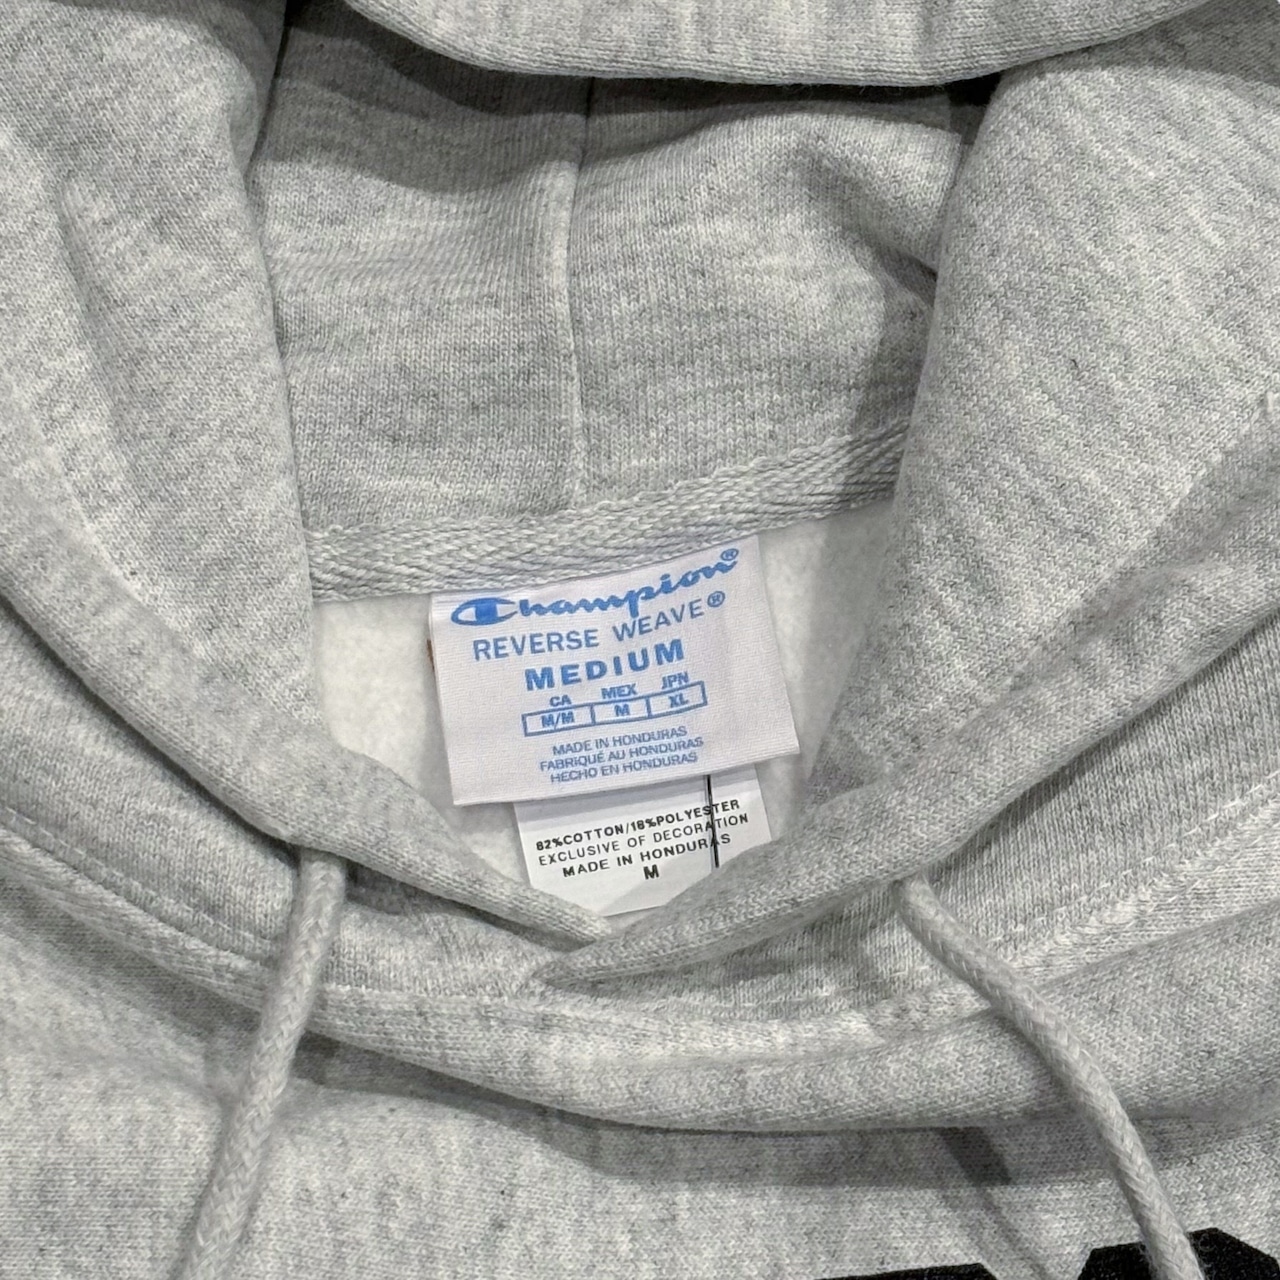 Champion®
REVERSE WEAVE®
MEDIUM
CA MEX JPN
M/M M XL
MADE IN HONDURAS
FABRIQUÉ AU HONDURAS
HECHO EN HONDURAS
82%COTTON/18%POLYESTER
EXCLUSIVE OF DECORATION
MADE IN HONDURAS
M